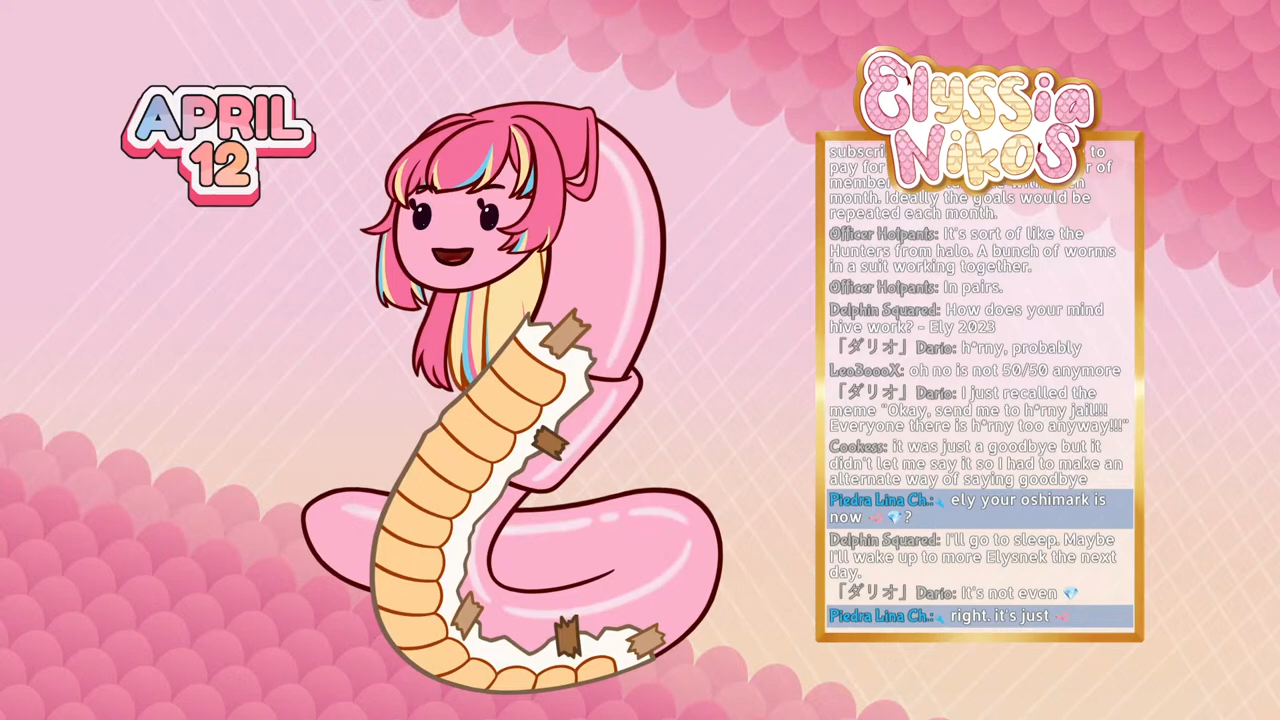 APRIL
12
Elyssia
Nikos
subscri to
pay for r of
member
month. Ideally the goals would be
repeated each month.
Officer Holpants: It's sort of like the
Hunters from halo. A bunch of worms
in a suit working together.
Officer Holpants: In pairs.
Delphin Squared: How does your mind
hive work? - Ely 2023
「ダリオ」Dario: h*rny, probably
Leo3oooX: oh no is not 50/50 anymore
「ダリオ」Dario: I just recalled the
meme "Okay, send me to h*rny jail!!!
Everyone there is h*rny too anyway!!!"
Cookess: it was just a goodbye but it
didn't let me say it so I had to make an
alternate way of saying goodbye
Piedra Lina Ch.: ely your oshimark is
now 💎?
Delphin Squared: I'll go to sleep. Maybe
I'll wake up to more Elysnek the next
day.
「ダリオ」Dario: It's not even 💎
Piedra Lina Ch.: right. it's just